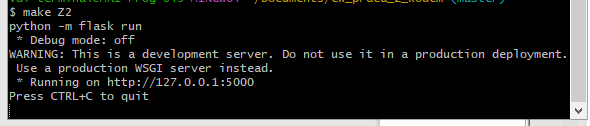 $ make Z2
python -m flask run
 * Debug mode: off
WARNING: This is a development server. Do not use it in a production deployment.
 Use a production WSGI server instead.
 * Running on http://127.0.0.1:5000
Press CTRL+C to quit